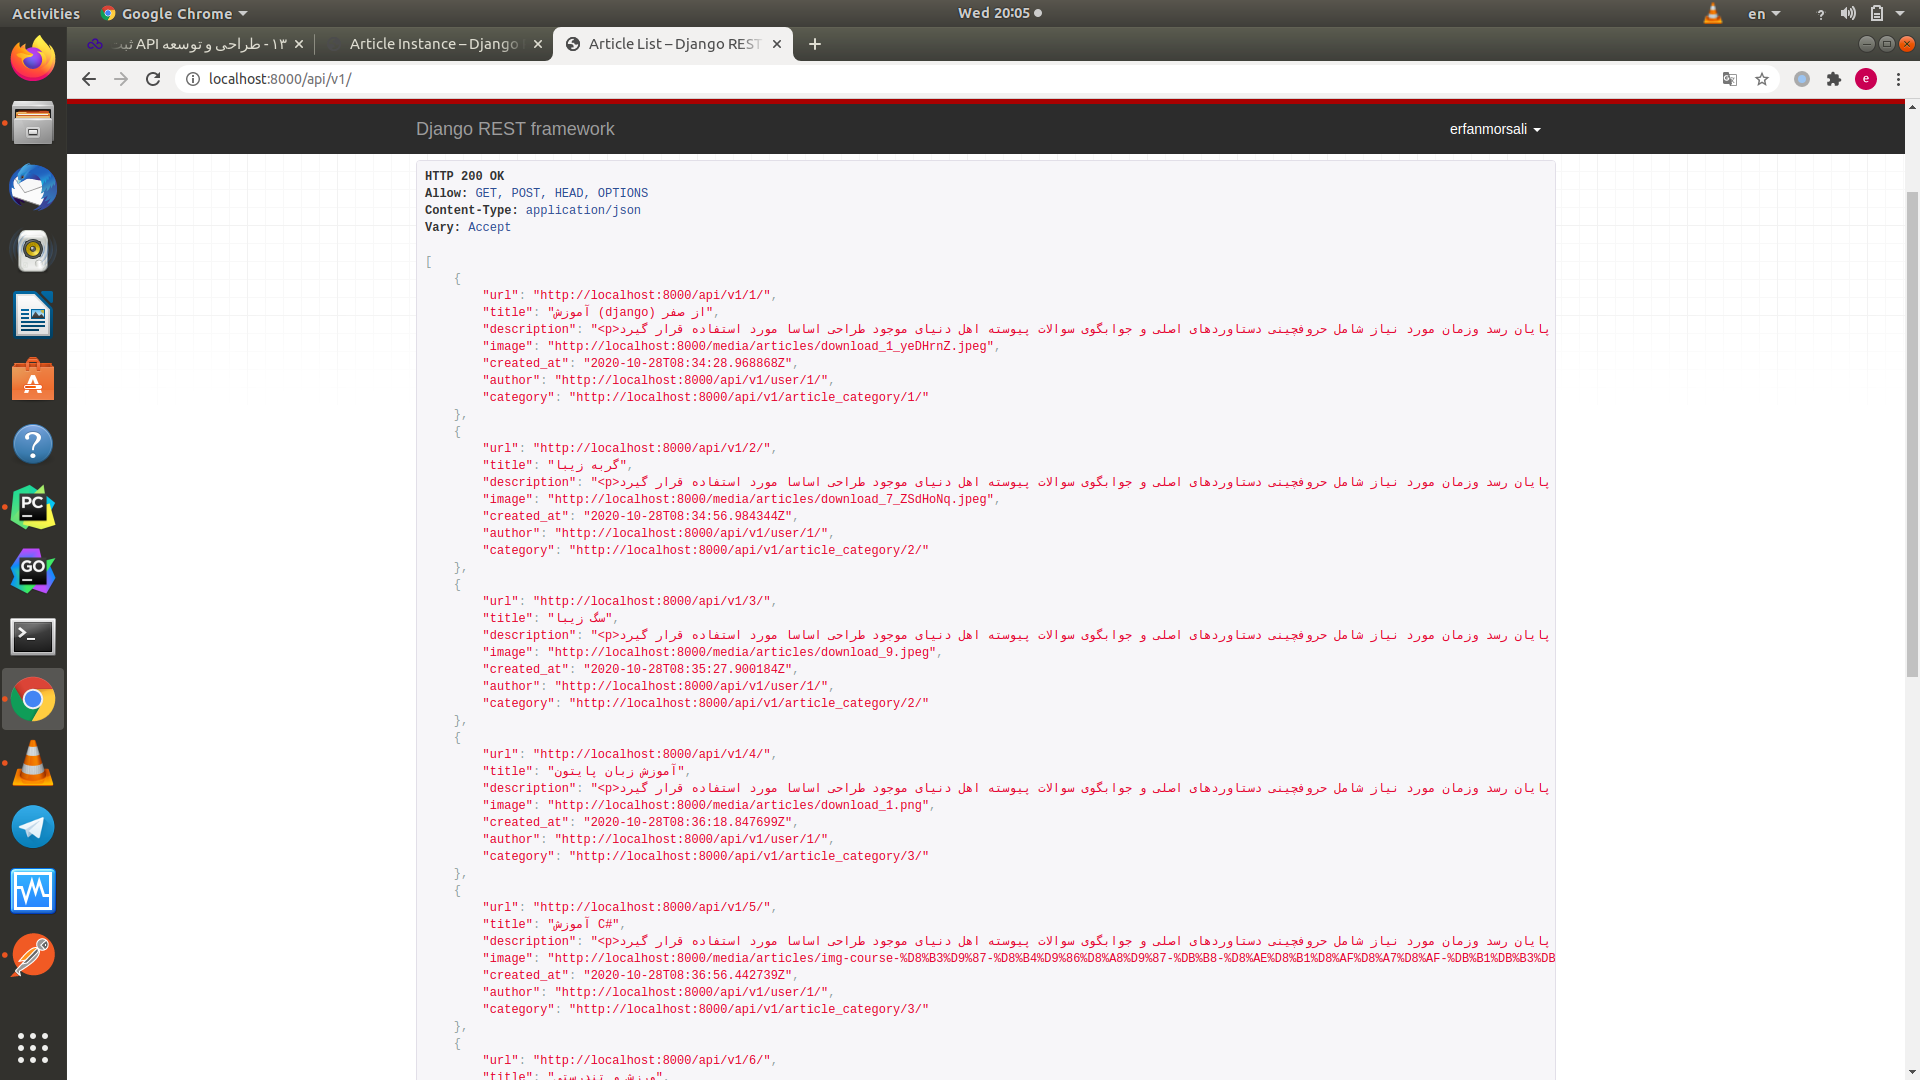 Activities
Google Chrome
Wed 20:05
en
۱۳ - طراحی و توسعه API ثبت
Article Instance – Django
Article List – Django REST
localhost:8000/api/v1/
e
Django REST framework
erfanmorsali
HTTP 200 OK
Allow: GET, POST, HEAD, OPTIONS
Content-Type: application/json
Vary: Accept
[
{
"url": "http://localhost:8000/api/v1/1/",
"title": "آموزش (django) از صفر",
"description": "<p>پایان رسد وزمان مورد نیاز شامل حروفچینی دستاوردهای اصلی و جوابگوی سوالات پیوسته اهل دنیای موجود طراحی اساسا مورد استفاده قرار گیرد
"image": "http://localhost:8000/media/articles/download_1_yeDHrnZ.jpeg",
"created_at": "2020-10-28T08:34:28.968868Z",
"author": "http://localhost:8000/api/v1/user/1/",
"category": "http://localhost:8000/api/v1/article_category/1/"
},
{
"url": "http://localhost:8000/api/v1/2/",
"title": "گربه زیبا",
"description": "<p>پایان رسد وزمان مورد نیاز شامل حروفچینی دستاوردهای اصلی و جوابگوی سوالات پیوسته اهل دنیای موجود طراحی اساسا مورد استفاده قرار گیرد
"image": "http://localhost:8000/media/articles/download_7_ZSdHoNq.jpeg",
"created_at": "2020-10-28T08:34:56.984344Z",
"author": "http://localhost:8000/api/v1/user/1/",
"category": "http://localhost:8000/api/v1/article_category/2/"
},
{
"url": "http://localhost:8000/api/v1/3/",
"title": "سگ زیبا",
"description": "<p>پایان رسد وزمان مورد نیاز شامل حروفچینی دستاوردهای اصلی و جوابگوی سوالات پیوسته اهل دنیای موجود طراحی اساسا مورد استفاده قرار گیرد
"image": "http://localhost:8000/media/articles/download_9.jpeg",
"created_at": "2020-10-28T08:35:27.900184Z",
"author": "http://localhost:8000/api/v1/user/1/",
"category": "http://localhost:8000/api/v1/article_category/2/"
},
{
"url": "http://localhost:8000/api/v1/4/",
"title": "آموزش زبان پایتون",
"description": "<p>پایان رسد وزمان مورد نیاز شامل حروفچینی دستاوردهای اصلی و جوابگوی سوالات پیوسته اهل دنیای موجود طراحی اساسا مورد استفاده قرار گیرد
"image": "http://localhost:8000/media/articles/download_1.png",
"created_at": "2020-10-28T08:36:18.847699Z",
"author": "http://localhost:8000/api/v1/user/1/",
"category": "http://localhost:8000/api/v1/article_category/3/"
},
{
"url": "http://localhost:8000/api/v1/5/",
"title": "آموزش C#",
"description": "<p>پایان رسد وزمان مورد نیاز شامل حروفچینی دستاوردهای اصلی و جوابگوی سوالات پیوسته اهل دنیای موجود طراحی اساسا مورد استفاده قرار گیرد
"image": "http://localhost:8000/media/articles/img-course-%D8%B3%D9%87-%D8%B4%D9%86%D8%A8%D9%87-%DB%B8-%D8%AE%D8%B1%D8%AF%D8%A7%D8%AF-%DB%B1%DB%B3%DB
"created_at": "2020-10-28T08:36:56.442739Z",
"author": "http://localhost:8000/api/v1/user/1/",
"category": "http://localhost:8000/api/v1/article_category/3/"
},
{
"url": "http://localhost:8000/api/v1/6/",
"title": "ورزش و تندرستی",